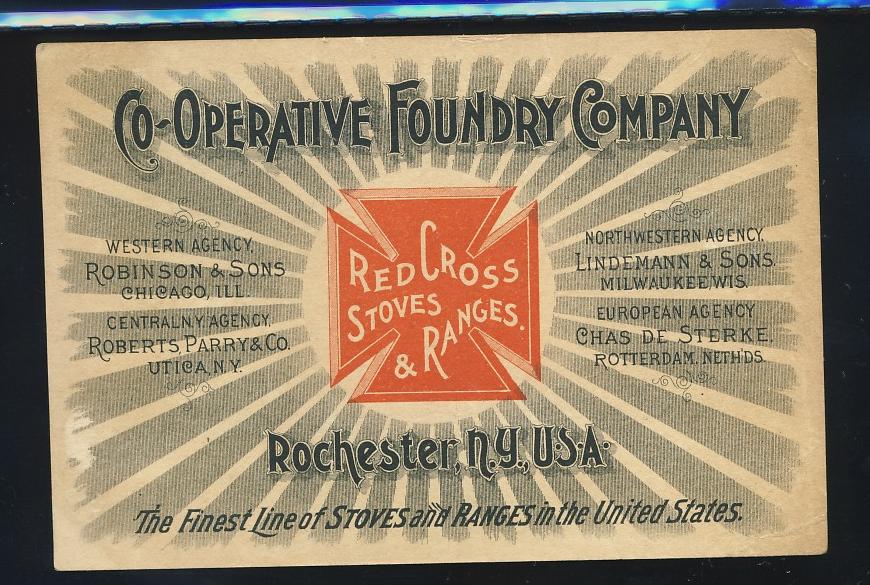 CO-OPERATIVE FOUNDRY COMPANY
WESTERN AGENCY,
ROBINSON & SONS
CHICAGO, ILL.
CENTRAL N.Y. AGENCY,
ROBERTS, PARRY & CO.
UTICA, N.Y.
RED CROSS
STOVES
& RANGES.
NORTHWESTERN AGENCY,
LINDEMANN & SONS.
MILWAUKEE WIS.
EUROPEAN AGENCY
CHAS DE STERKE.
ROTTERDAM, NETH'DS.
Rochester, N.Y., U.S.A.
The Finest Line of STOVES and RANGES in the United States.